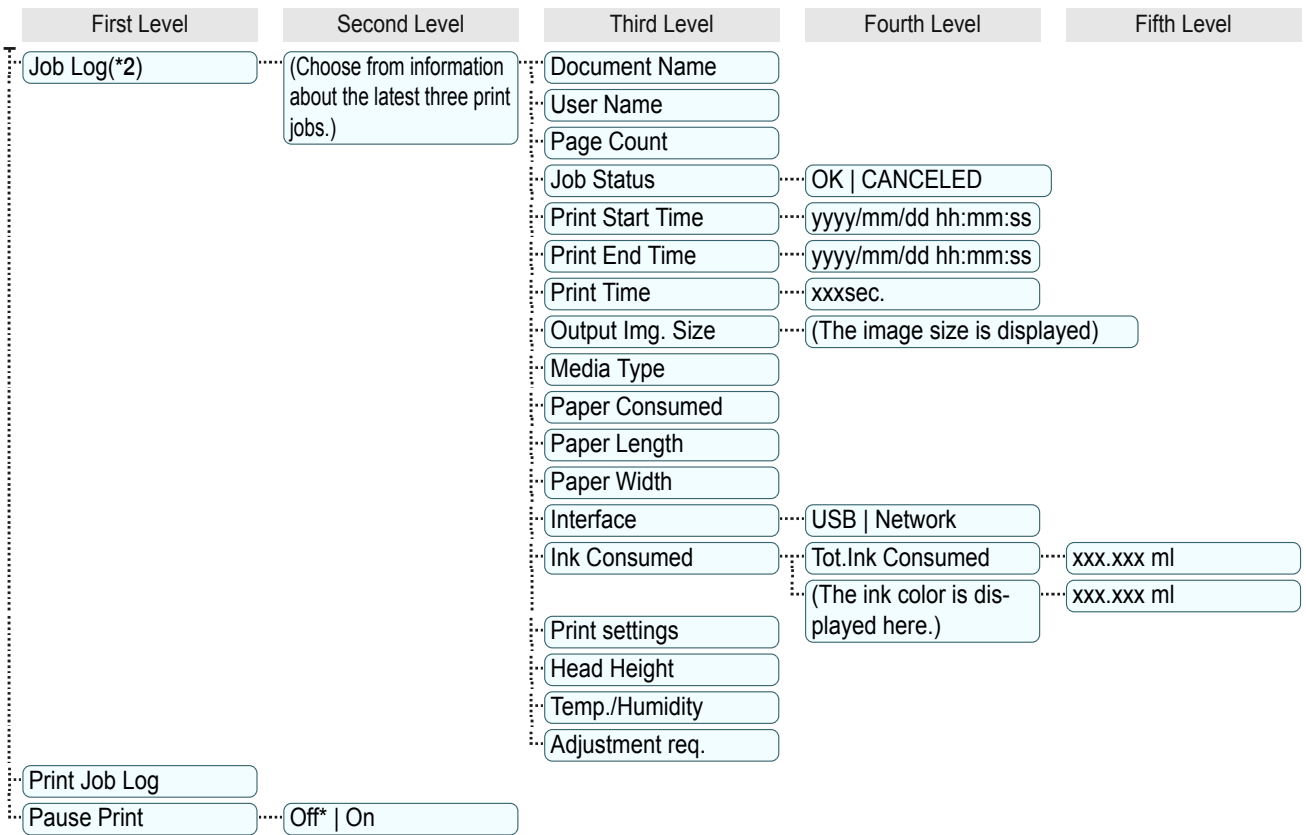 First Level Second Level Third Level Fourth Level Fifth Level
Job Log(*2) (Choose from information Document Name
about the latest three print User Name
jobs.) Page Count
Job Status OK | CANCELED
Print Start Time yyyy/mm/dd hh:mm:ss
Print End Time yyyy/mm/dd hh:mm:ss
Print Time xxxsec.
Output Img. Size (The image size is displayed)
Media Type
Paper Consumed
Paper Length
Paper Width
Interface USB | Network
Ink Consumed Tot.Ink Consumed xxx.xxx ml
(The ink color is dis- xxx.xxx ml
played here.)
Print settings
Head Height
Temp./Humidity
Adjustment req.
Print Job Log
Pause Print Off* | On